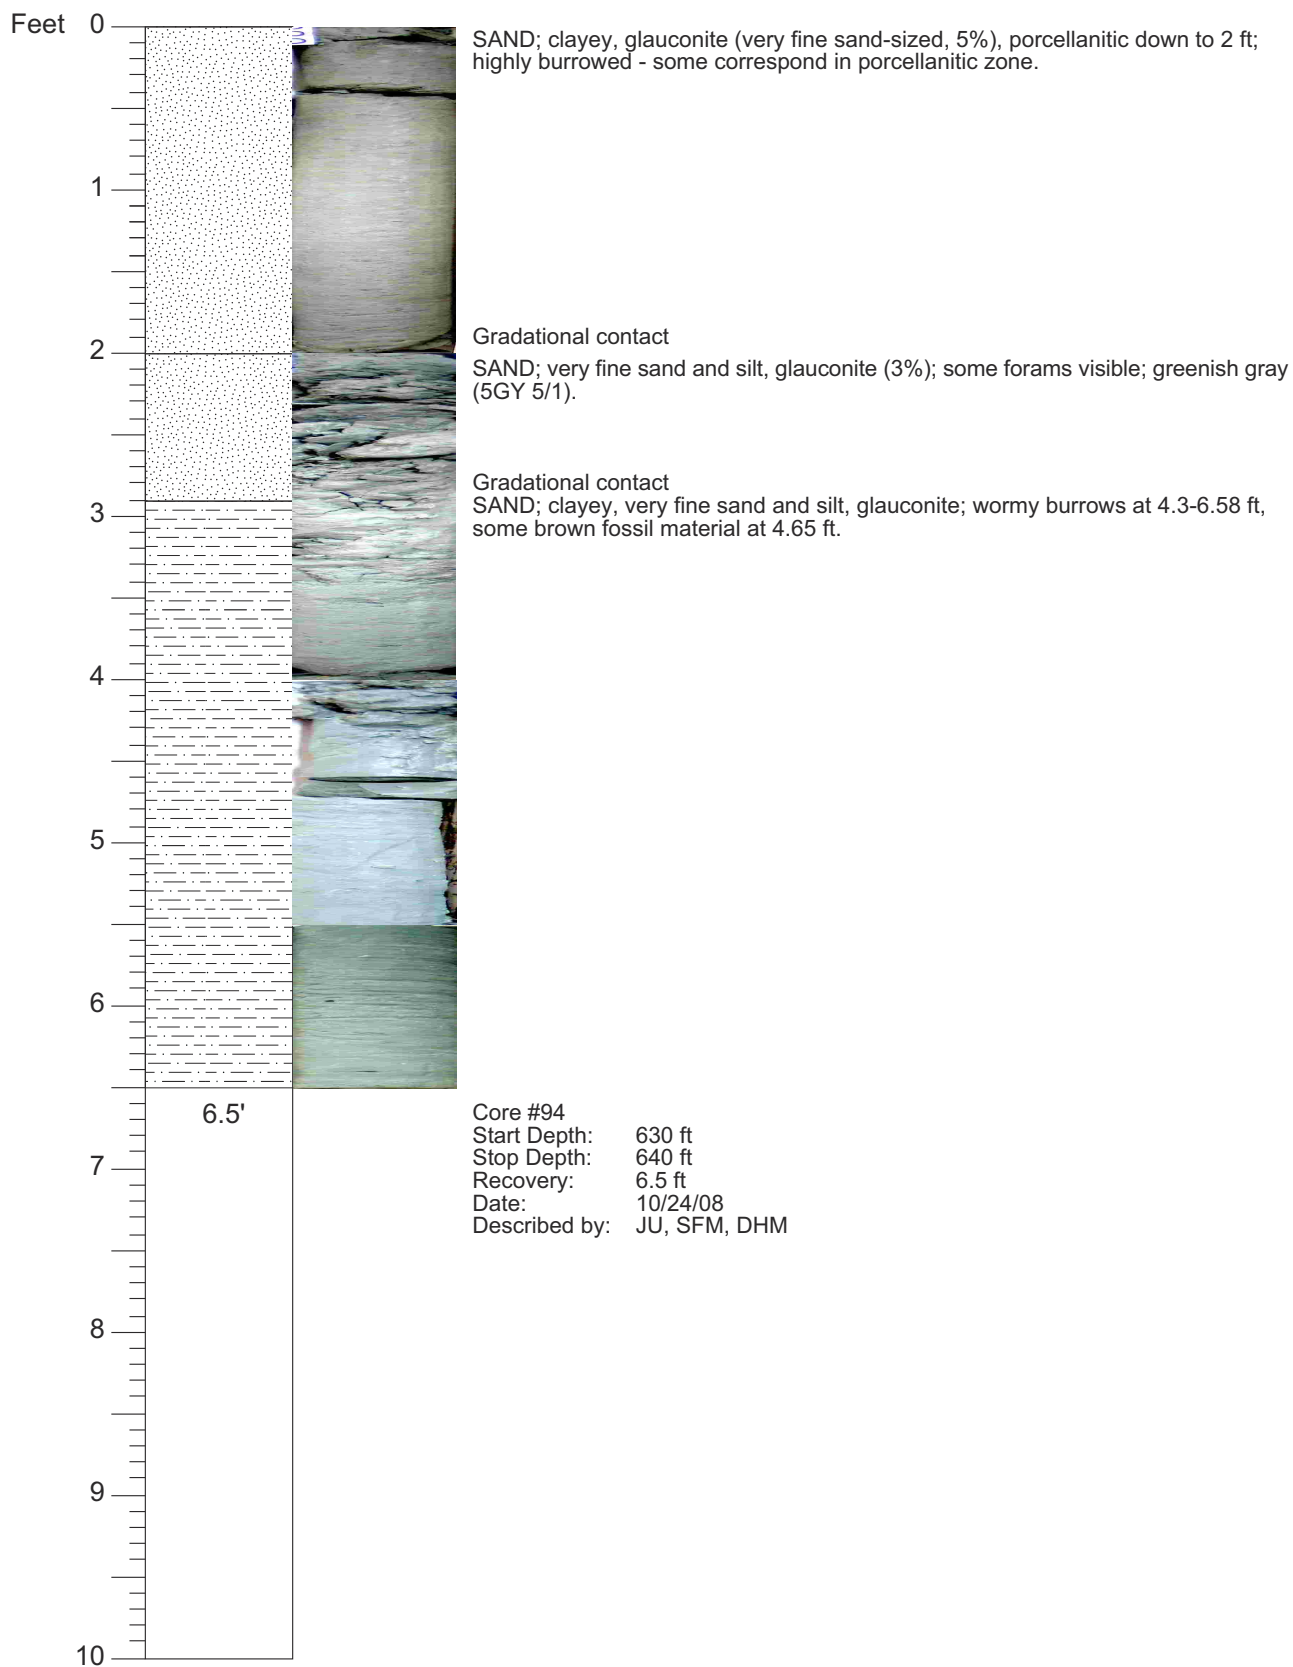 Feet 0
SAND; clayey, glauconite (very fine sand-sized, 5%), porcellanitic down to 2 ft;
highly burrowed - some correspond in porcellanitic zone.
1
Gradational contact
2
SAND; very fine sand and silt, glauconite (3%); some forams visible; greenish gray
(5GY 5/1).
Gradational contact
SAND; clayey, very fine sand and silt, glauconite; wormy burrows at 4.3-6.58 ft,
some brown fossil material at 4.65 ft.
3
4
5
6
6.5'
Core #94
Start Depth: 630 ft
Stop Depth: 640 ft
Recovery: 6.5 ft
Date: 10/24/08
Described by: JU, SFM, DHM
7
8
9
10